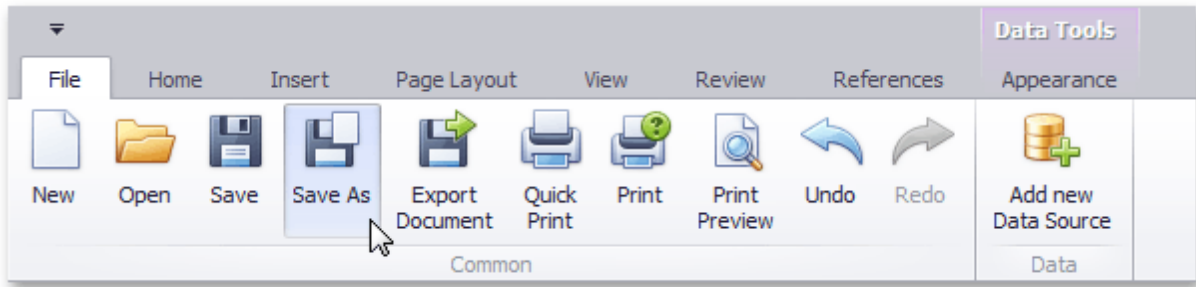 Data Tools
File Home Insert Page Layout View Review References Appearance
New Open Save Save As Export Document Quick Print Print Print Preview Undo Redo Add new Data Source
Common Data